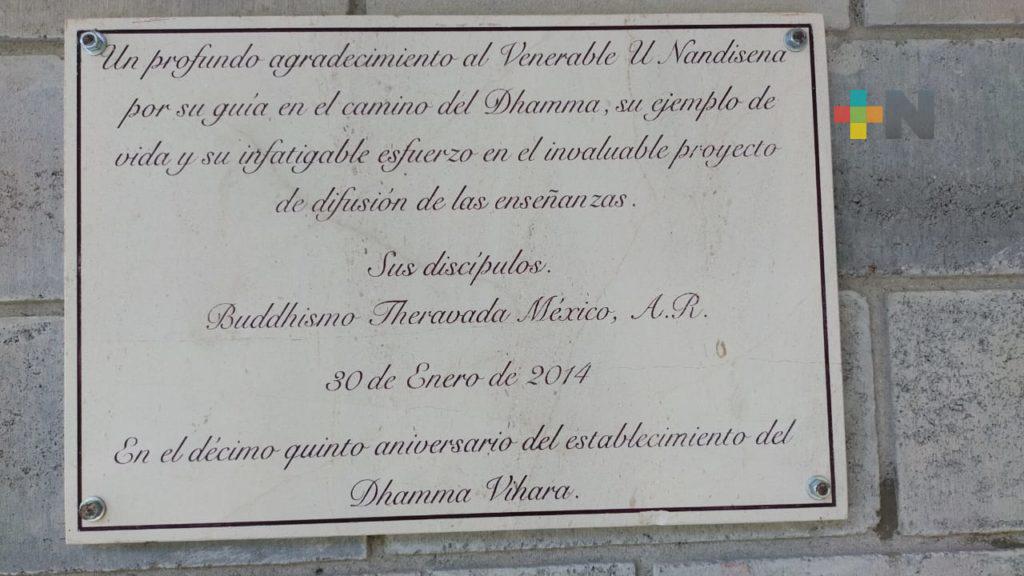 Un profundo agradecimiento al Venerable U Nandisena
por su guía en el camino del Dhamma, su ejemplo de
vida y su infatigable esfuerzo en el invaluable proyecto
de difusión de las enseñanzas.
Sus discípulos.
Buddhismo Theravada México, A.R.
30 de Enero de 2014
En el décimo quinto aniversario del establecimiento del
Dhamma Vihara.
+N